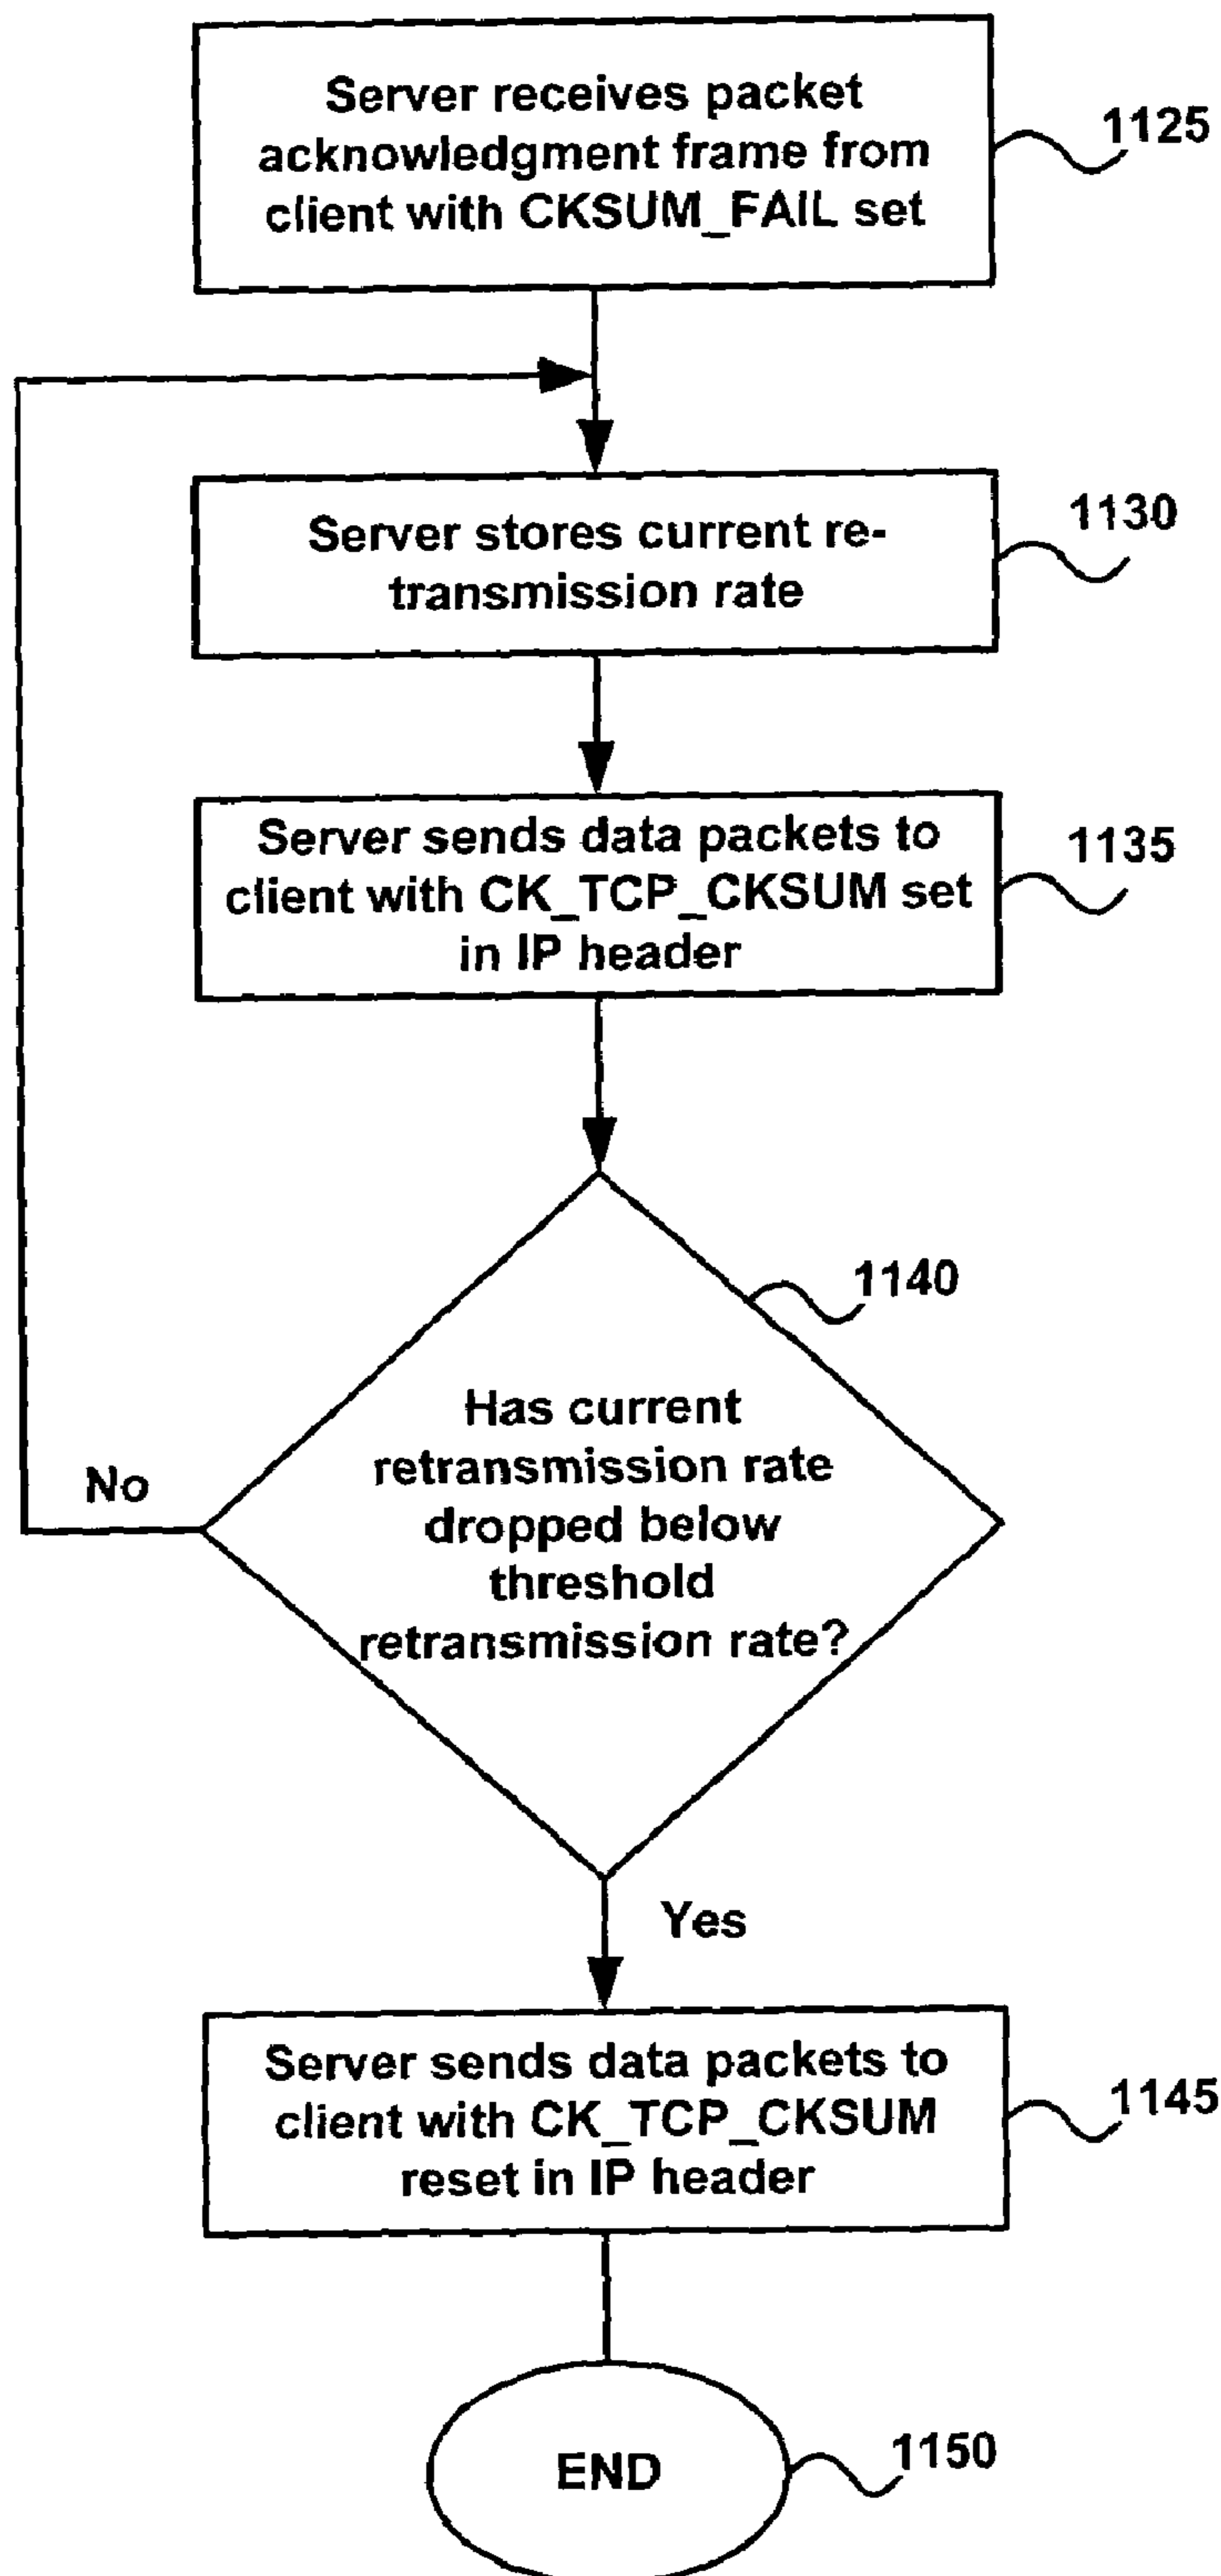 Server receives packet
acknowledgment frame from
client with CKSUM_FAIL set
1125
Server stores current re-
transmission rate
1130
Server sends data packets to
client with CK_TCP_CKSUM set
in IP header
1135
1140
Has current
retransmission rate
dropped below
threshold
retransmission rate?
No
Yes
Server sends data packets to
client with CK_TCP_CKSUM
reset in IP header
1145
END
1150